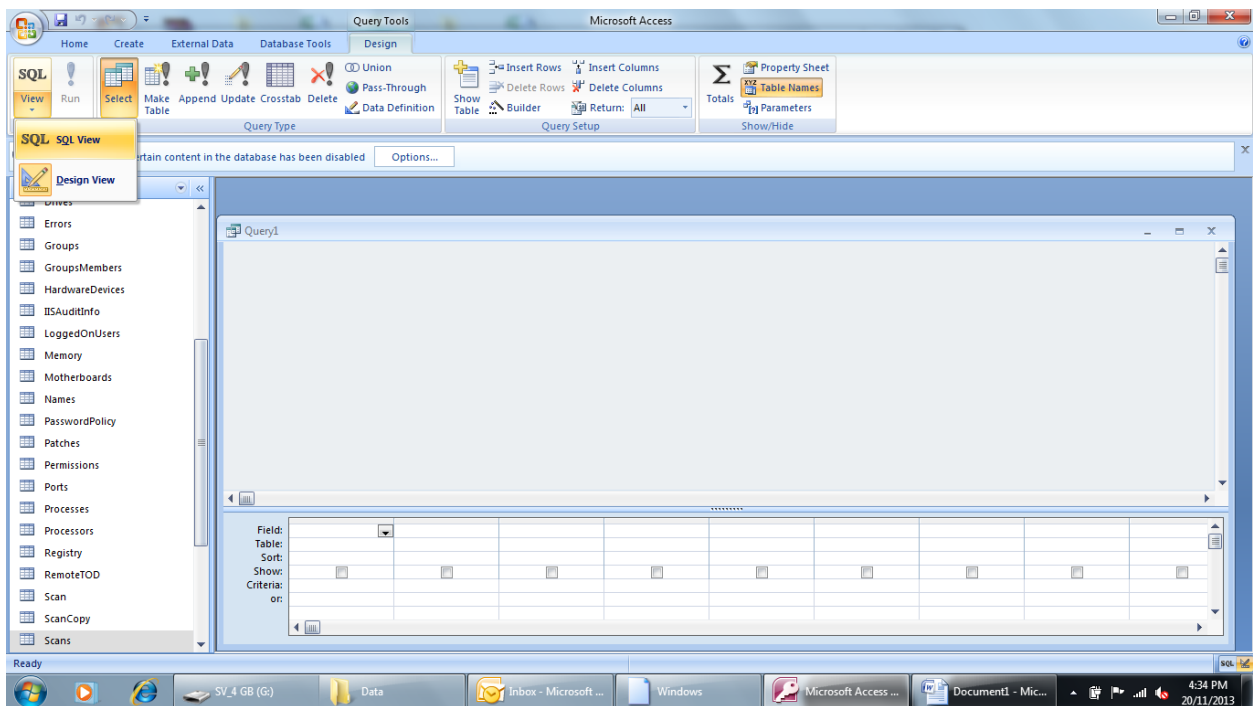 Query Tools
Microsoft Access
Home Create External Data Database Tools Design
SQL
View
Run
Select
Make Table
Append
Update
Crosstab
Delete
Union
Pass-Through
Data Definition
Query Type
Show Table
Insert Rows
Delete Rows
Builder
Insert Columns
Delete Columns
Return: All
Query Setup
Σ
Totals
Property Sheet
XYZ Table Names
[?] Parameters
Show/Hide
SQL SQL View
Design View
rtain content in the database has been disabled Options...
Drives
Errors
Groups
GroupsMembers
HardwareDevices
IISAuditInfo
LoggedOnUsers
Memory
Motherboards
Names
PasswordPolicy
Patches
Permissions
Ports
Processes
Processors
Registry
RemoteTOD
Scan
ScanCopy
Scans
Query1
Field:
Table:
Sort:
Show:
Criteria:
or:
Ready
SQL
SV_4 GB (G:)
Data
Inbox - Microsoft ...
Windows
Microsoft Access ...
Document1 - Mic...
4:34 PM
20/11/2013